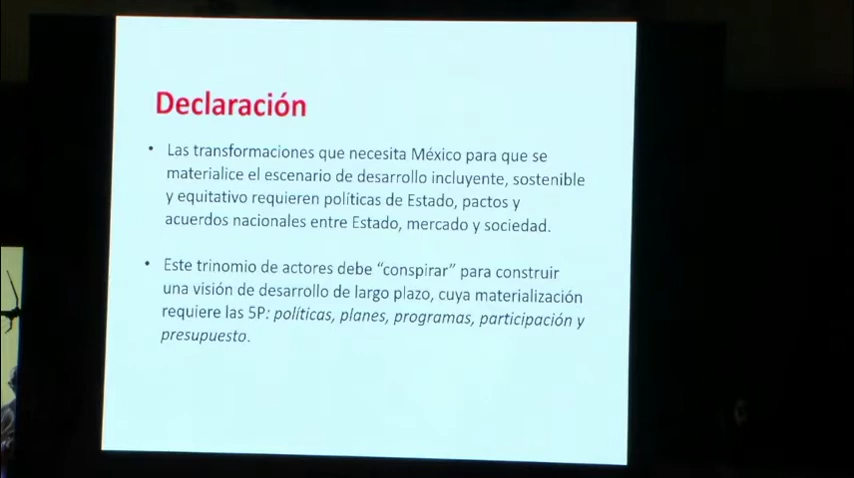 Declaración
• Las transformaciones que necesita México para que se
materialice el escenario de desarrollo incluyente, sostenible
y equitativo requieren políticas de Estado, pactos y
acuerdos nacionales entre Estado, mercado y sociedad.
• Este trinomio de actores debe “conspirar” para construir
una visión de desarrollo de largo plazo, cuya materialización
requiere las 5P: políticas, planes, programas, participación y
presupuesto.